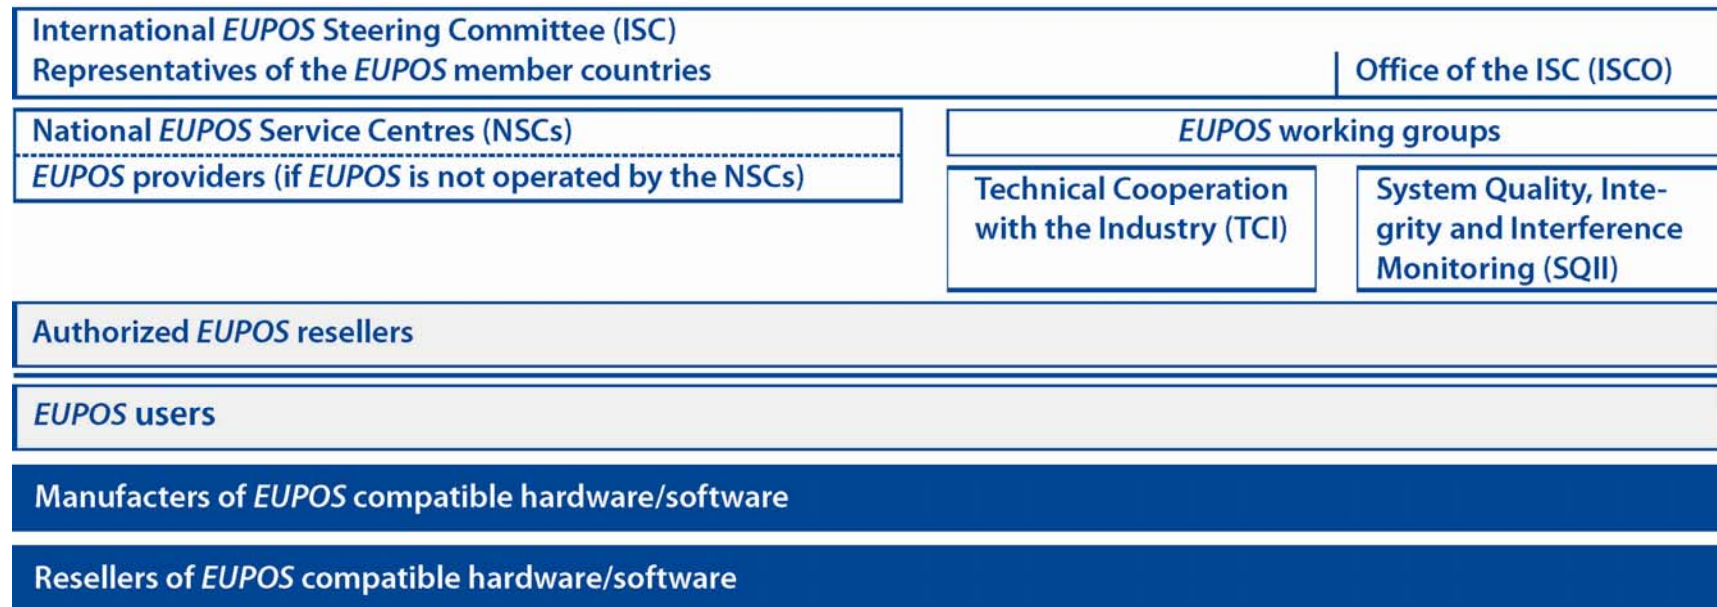 International EUPOS Steering Committee (ISC)
Representatives of the EUPOS member countries
Office of the ISC (ISCO)
National EUPOS Service Centres (NSCs)
EUPOS providers (if EUPOS is not operated by the NSCs)
EUPOS working groups
Technical Cooperation
with the Industry (TCI)
System Quality, Inte-
grity and Interference
Monitoring (SQII)
Authorized EUPOS resellers
EUPOS users
Manufacters of EUPOS compatible hardware/software
Resellers of EUPOS compatible hardware/software